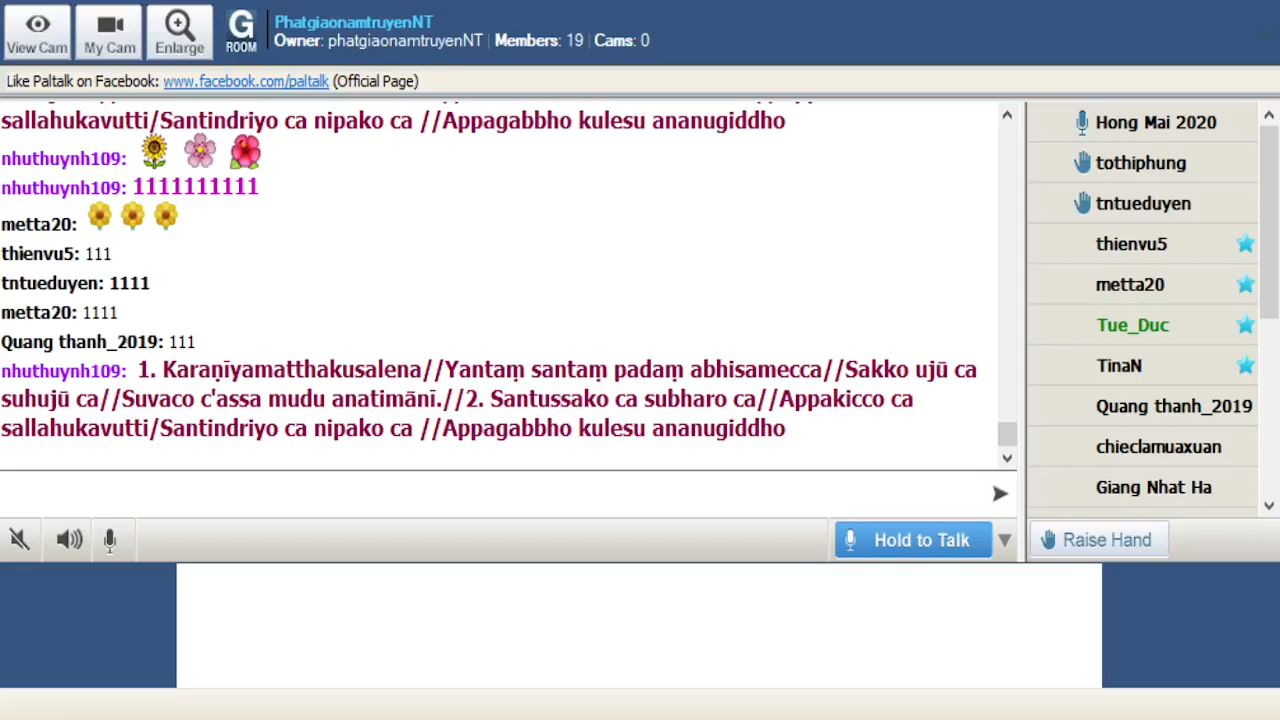 View Cam
My Cam
Enlarge
G
ROOM
PhatgiaonamtruyenNT
Owner: phatgiaonamtruyenNT | Members: 19 | Cams: 0
Like Paltalk on Facebook: www.facebook.com/paltalk (Official Page)
sallahukavutti/Santindriyo ca nipako ca //Appagabbho kulesu ananugiddho
nhuthuynh109:
nhuthuynh109: 1111111111
metta20:
thienvu5: 111
tntueduyen: 1111
metta20: 1111
Quang thanh_2019: 111
nhuthuynh109: 1. Karaṇīyamatthakusalena//Yantaṃ santaṃ padaṃ abhisamecca//Sakko ujū ca
suhujū ca//Suvaco c'assa mudu anatimānī.//2. Santussako ca subharo ca//Appakicco ca
sallahukavutti/Santindriyo ca nipako ca //Appagabbho kulesu ananugiddho
Hold to Talk
Hong Mai 2020
tothiphung
tntueduyen
thienvu5
metta20
Tue_Duc
TinaN
Quang thanh_2019
chieclamuaxuan
Giang Nhat Ha
Raise Hand